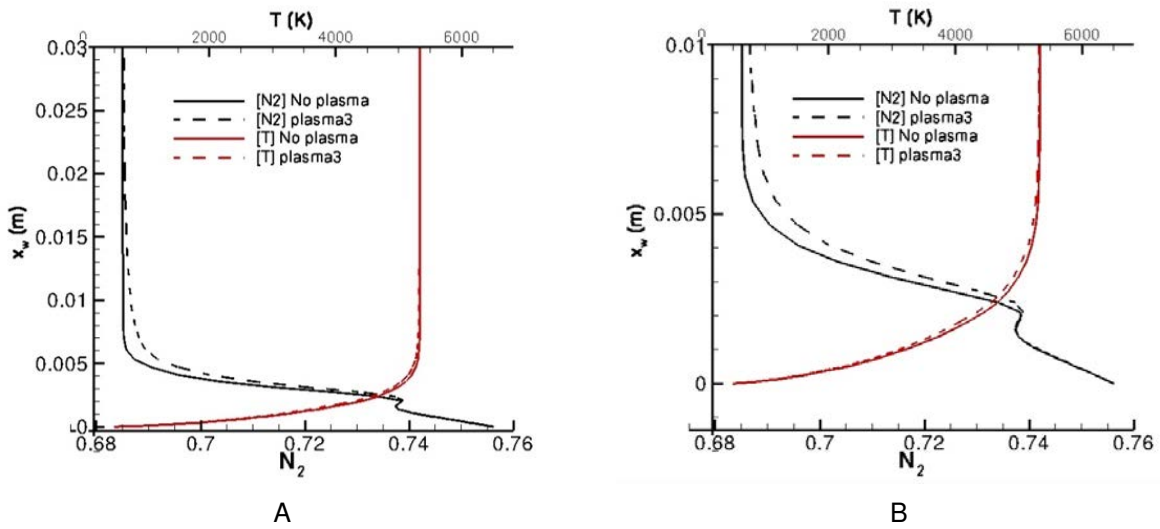 T (K)
0 2000 4000 6000
0.03
0.025
0.02
0.015
0.01
0.005
0
x_w (m)
[N2] No plasma
[N2] plasma3
[T] No plasma
[T] plasma3
0.68 0.7 0.72 0.74 0.76
N₂
A
T (K)
0 2000 4000 6000
0.01
0.005
0
x_w (m)
[N2] No plasma
[N2] plasma3
[T] No plasma
[T] plasma3
0.68 0.7 0.72 0.74 0.76
N₂
B